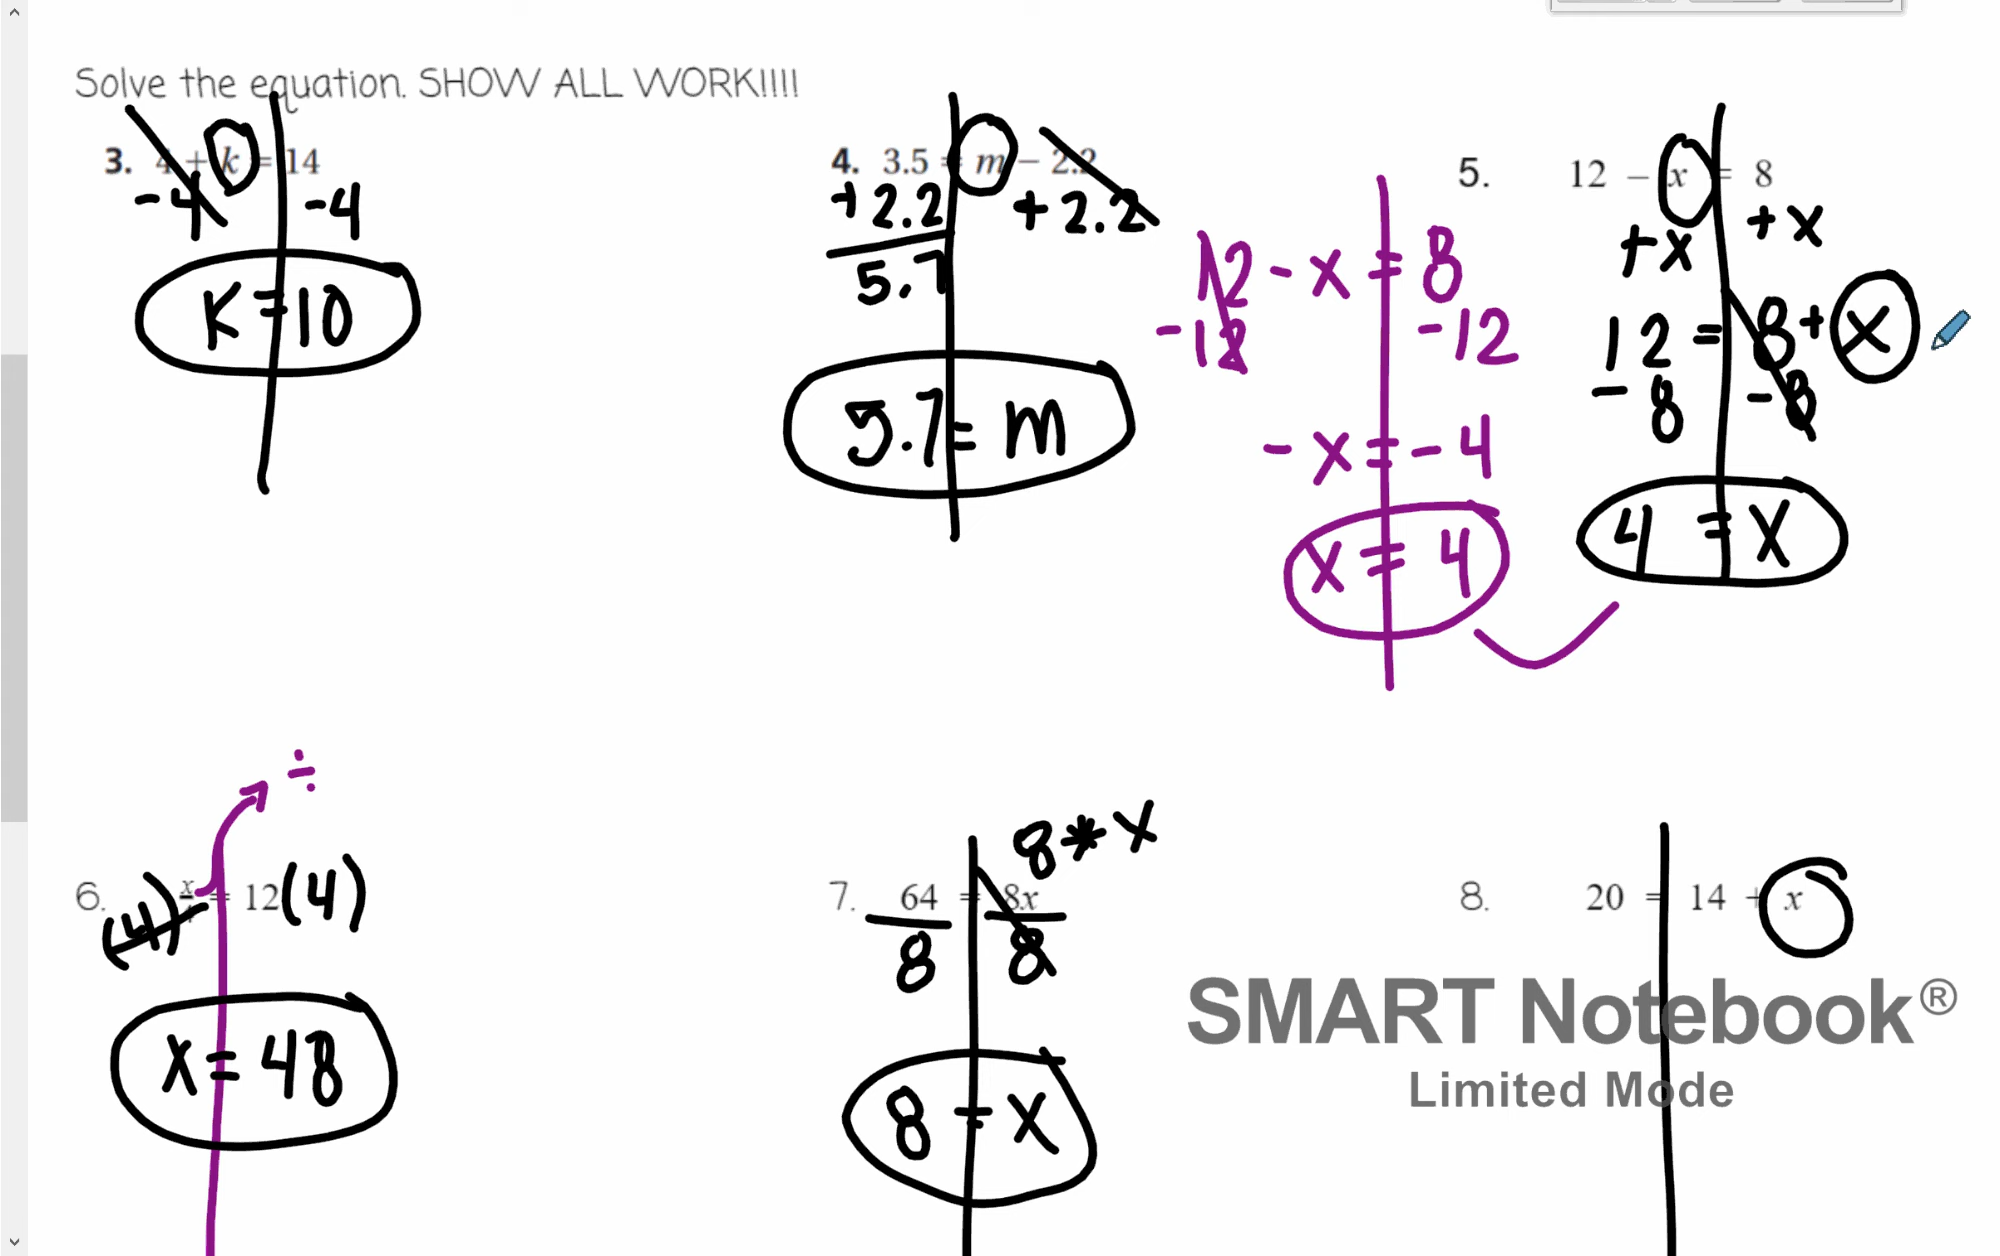 Solve the equation. SHOW ALL WORK!!!!
3. 4 + k = 14
-4 -4
K = 10
4. 3.5 = m - 2.2
+2.2 +2.2
5.7
5.7 = m
12 - x = 8
-12 -12
-x = -4
x = 4
5. 12 - x = 8
+x +x
12 = 8 + x
-8 -8
4 = x
÷
6. (4) x/4 = 12(4)
x = 48
8*x
7. 64 = 8x
8 8
8 = x
8. 20 = 14 + x
SMART Notebook®
Limited Mode